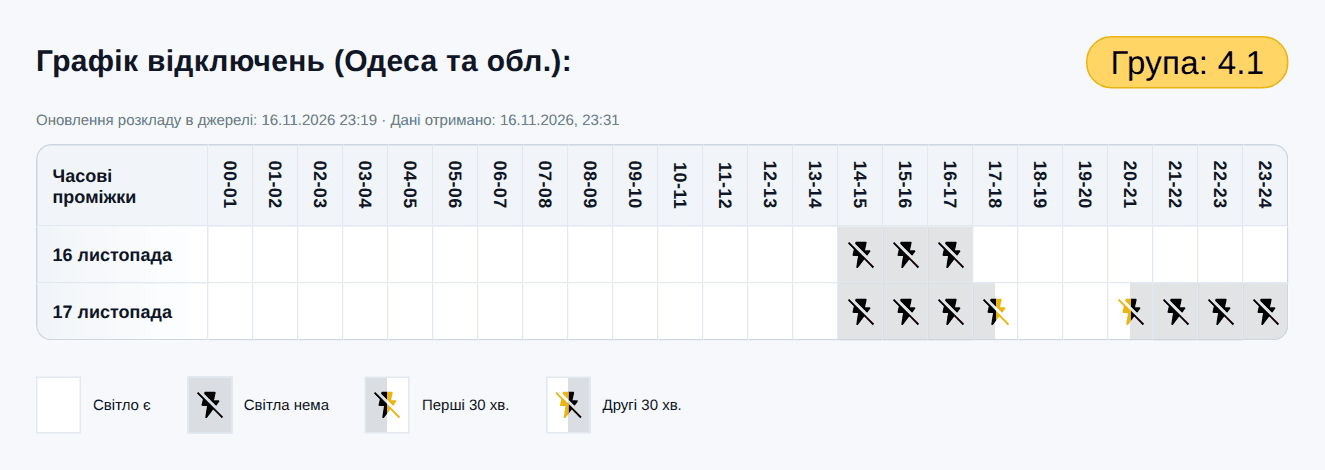 Графік відключень (Одеса та обл.):
Група: 4.1
Оновлення розкладу в джерелі: 16.11.2026 23:19 · Дані отримано: 16.11.2026, 23:31
Часові
проміжки
00-01
01-02
02-03
03-04
04-05
05-06
06-07
07-08
08-09
09-10
10-11
11-12
12-13
13-14
14-15
15-16
16-17
17-18
18-19
19-20
20-21
21-22
22-23
23-24
16 листопада
17 листопада
Світло є
Світла нема
Перші 30 хв.
Другі 30 хв.